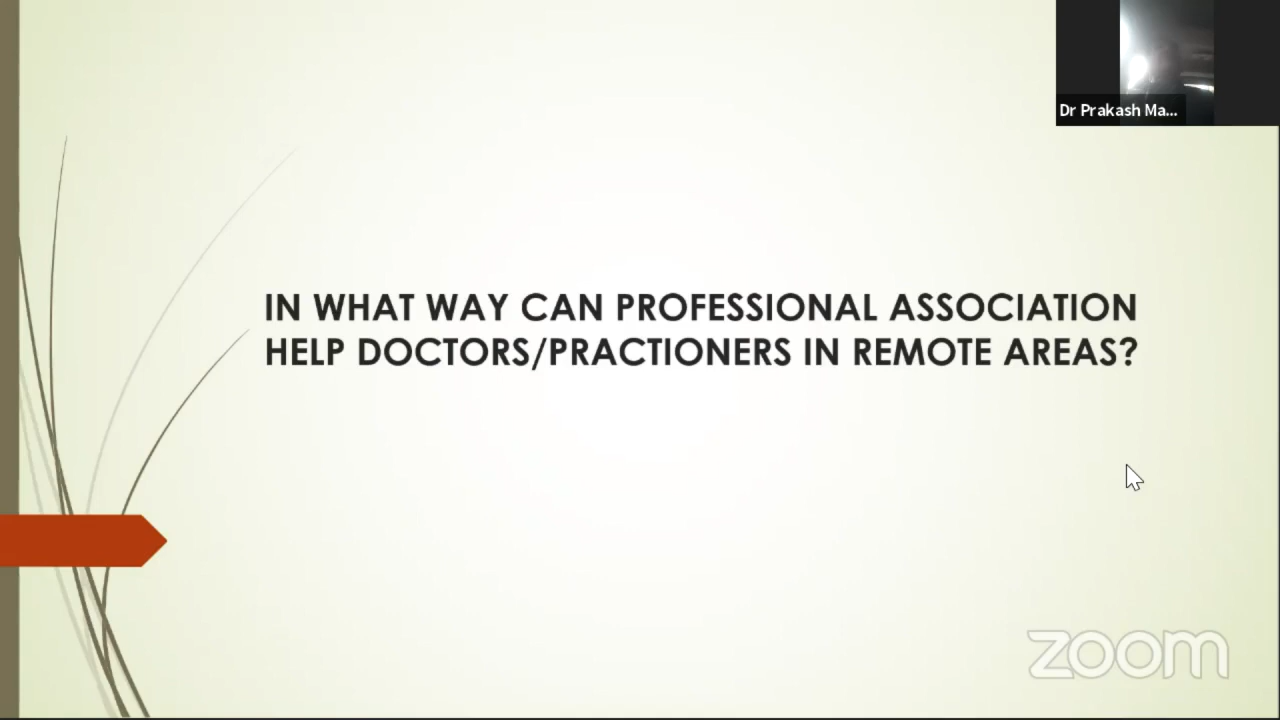 Dr Prakash Ma...
IN WHAT WAY CAN PROFESSIONAL ASSOCIATION
HELP DOCTORS/PRACTIONERS IN REMOTE AREAS?
zoom